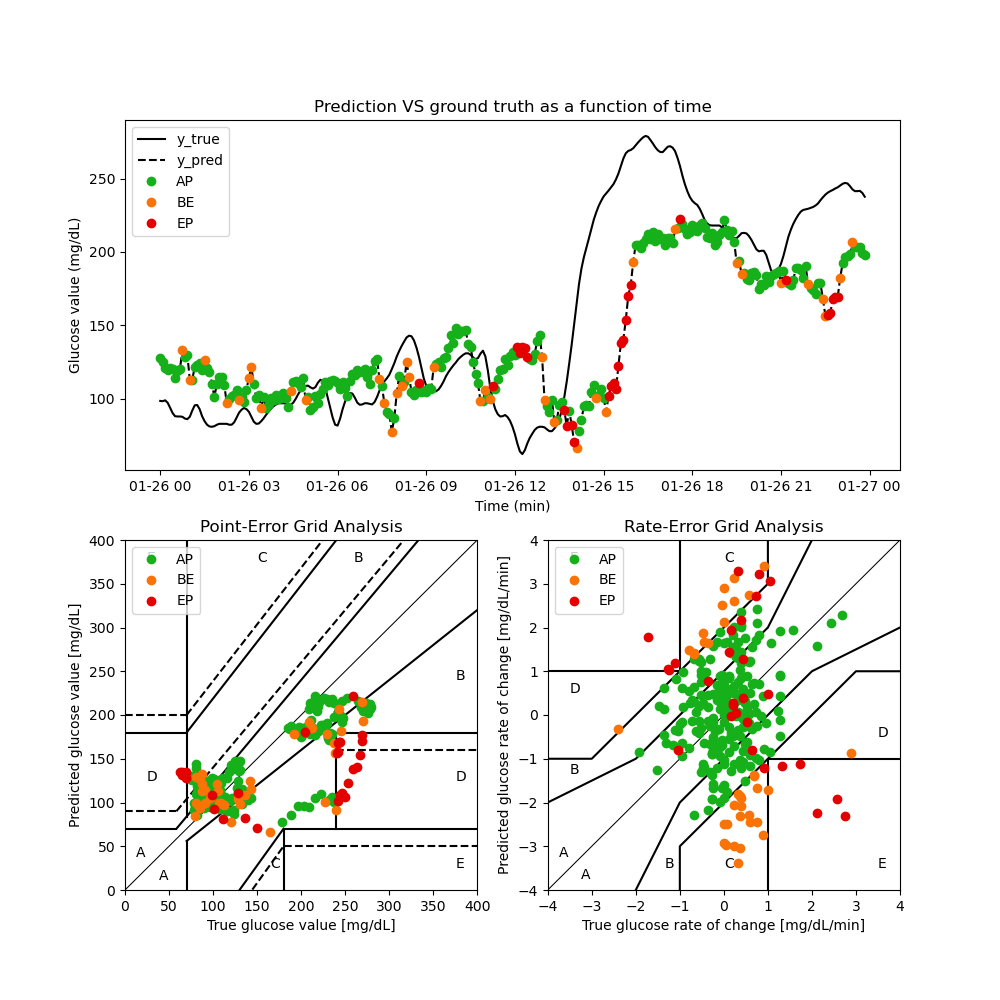 Prediction VS ground truth as a function of time
y_true
y_pred
AP
BE
EP
Glucose value (mg/dL)
250
200
150
100
01-26 00 01-26 03 01-26 06 01-26 09 01-26 12 01-26 15 01-26 18 01-26 21 01-27 00
Time (min)
Point-Error Grid Analysis
AP
BE
EP
C
B
B
D
D
A
A
C
E
Predicted glucose value [mg/dL]
400
350
300
250
200
150
100
50
0
0 50 100 150 200 250 300 350 400
True glucose value [mg/dL]
Rate-Error Grid Analysis
AP
BE
EP
C
D
D
B
A
A
B
C
E
Predicted glucose rate of change [mg/dL/min]
4
3
2
1
0
−1
−2
−3
−4
−4 −3 −2 −1 0 1 2 3 4
True glucose rate of change [mg/dL/min]